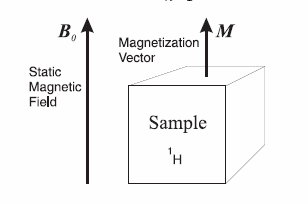 B₀
M
Magnetization
Vector
Static
Magnetic
Field
Sample
¹H